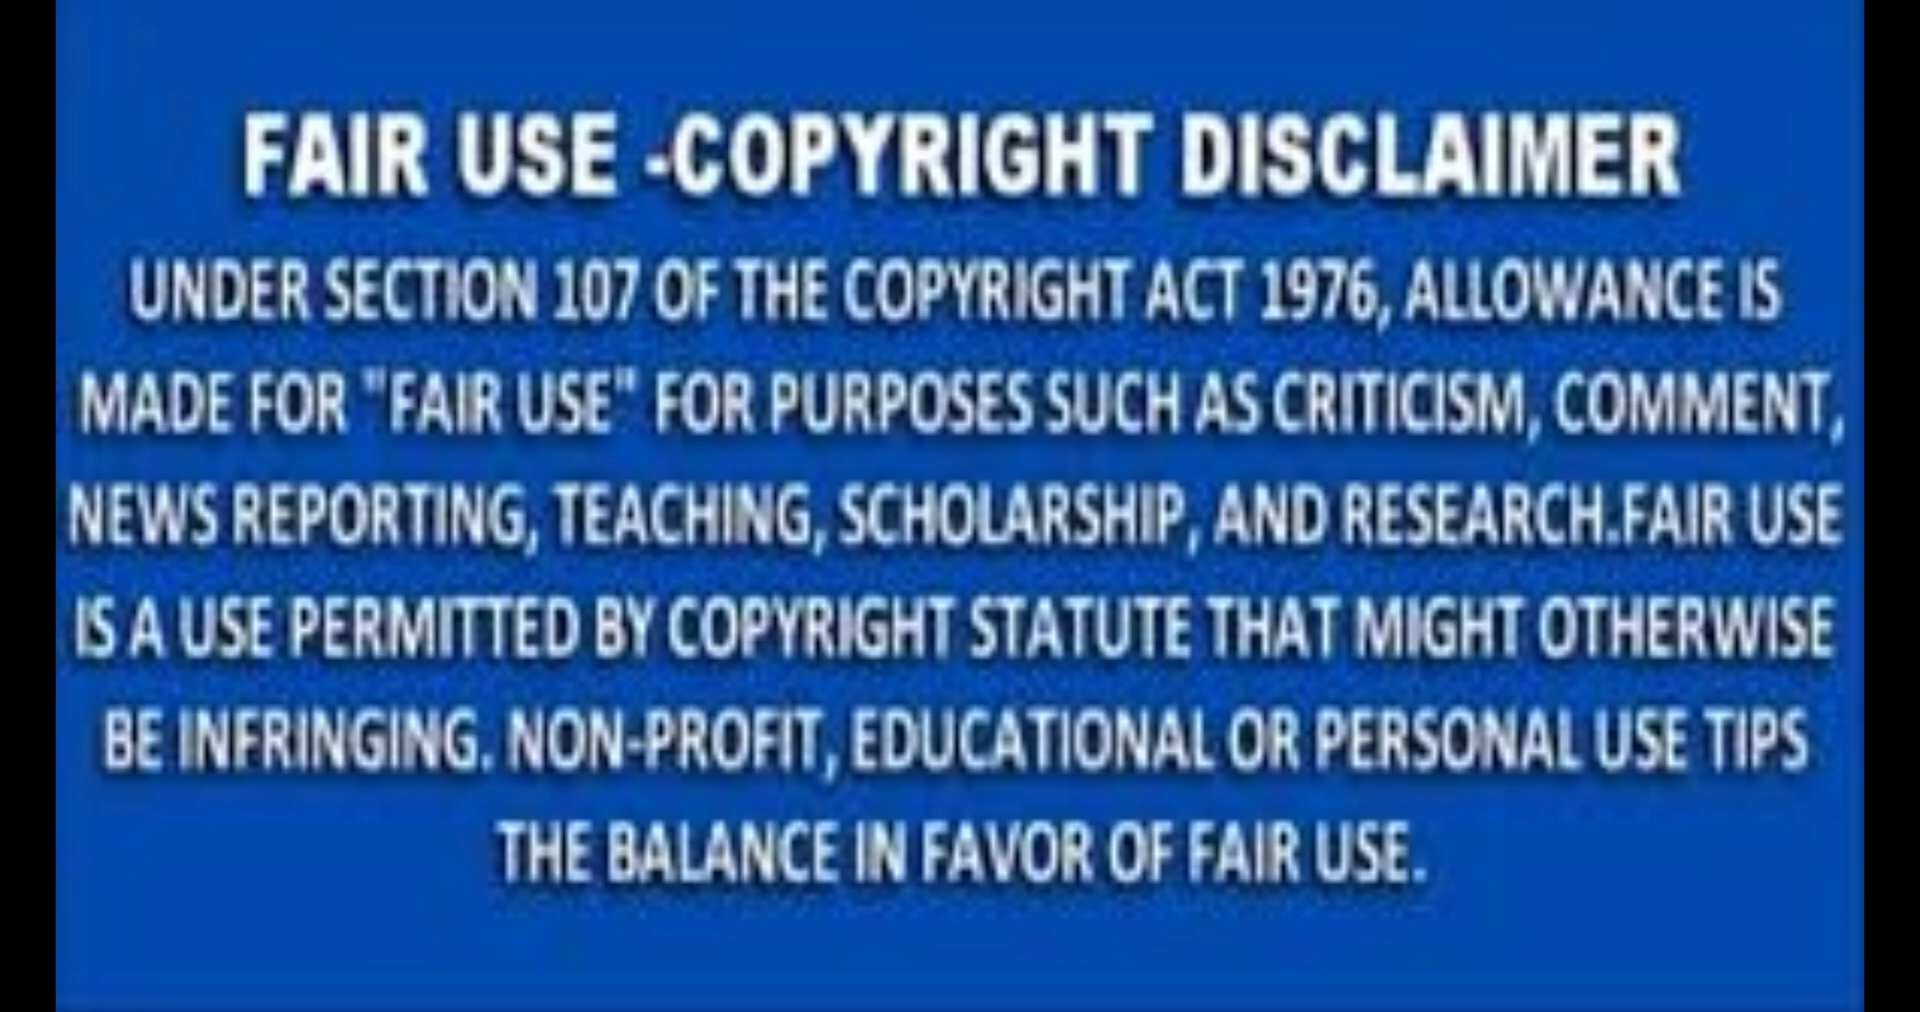 FAIR USE -COPYRIGHT DISCLAIMER
UNDER SECTION 107 OF THE COPYRIGHT ACT 1976, ALLOWANCE IS
MADE FOR "FAIR USE" FOR PURPOSES SUCH AS CRITICISM, COMMENT,
NEWS REPORTING, TEACHING, SCHOLARSHIP, AND RESEARCH.FAIR USE
IS A USE PERMITTED BY COPYRIGHT STATUTE THAT MIGHT OTHERWISE
BE INFRINGING. NON-PROFIT, EDUCATIONAL OR PERSONAL USE TIPS
THE BALANCE IN FAVOR OF FAIR USE.